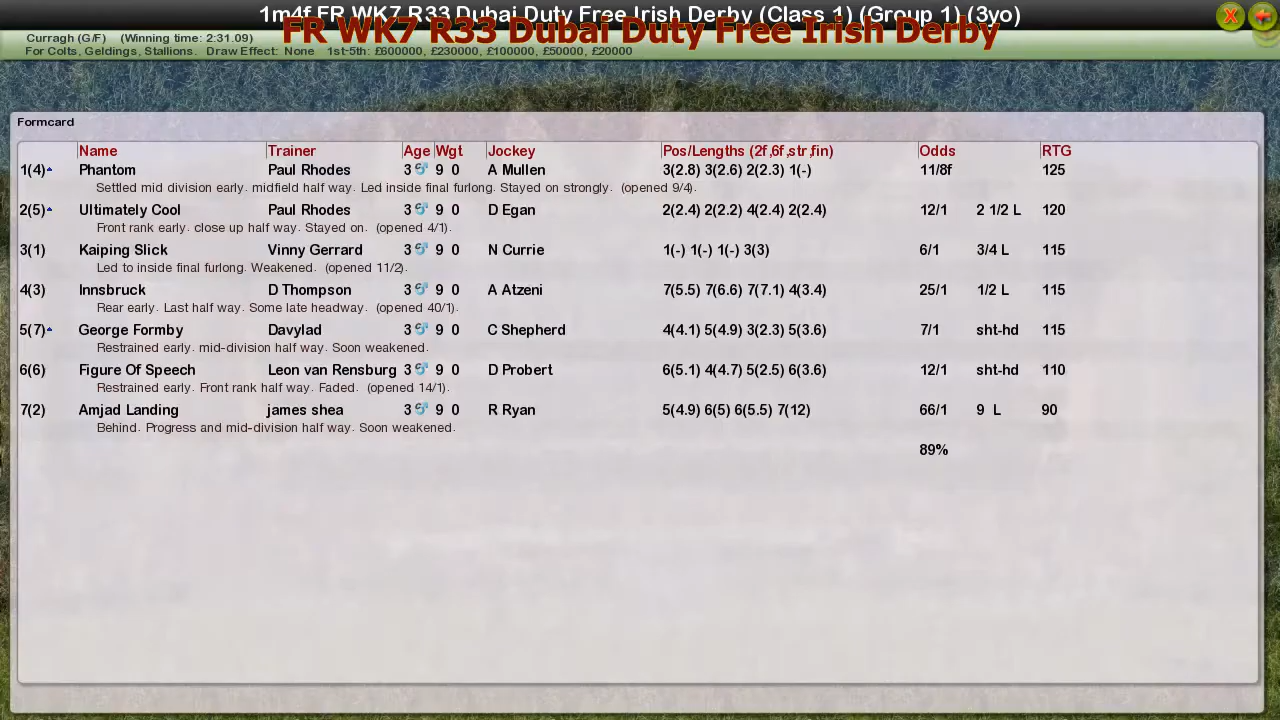 1m4f FR WK7 R33 Dubai Duty Free Irish Derby (Class 1) (Group 1) (3yo)
FR WK7 R33 Dubai Duty Free Irish Derby
Curragh (G/F) (Winning time: 2:31.09)
For Colts, Geldings, Stallions. Draw Effect: None 1st-5th: £600000, £230000, £100000, £50000, £20000
X
Formcard
Name Trainer Age Wgt Jockey Pos/Lengths (2f,6f,str,fin) Odds RTG
1(4) Phantom Paul Rhodes 3 9 0 A Mullen 3(2.8) 3(2.6) 2(2.3) 1(-) 11/8f 125
Settled mid division early. midfield half way. Led inside final furlong. Stayed on strongly. (opened 9/4).
2(5) Ultimately Cool Paul Rhodes 3 9 0 D Egan 2(2.4) 2(2.2) 4(2.4) 2(2.4) 12/1 2 1/2 L 120
Front rank early. close up half way. Stayed on. (opened 4/1).
3(1) Kaiping Slick Vinny Gerrard 3 9 0 N Currie 1(-) 1(-) 1(-) 3(3) 6/1 3/4 L 115
Led to inside final furlong. Weakened. (opened 11/2).
4(3) Innsbruck D Thompson 3 9 0 A Atzeni 7(5.5) 7(6.6) 7(7.1) 4(3.4) 25/1 1/2 L 115
Rear early. Last half way. Some late headway. (opened 40/1).
5(7) George Formby Davylad 3 9 0 C Shepherd 4(4.1) 5(4.9) 3(2.3) 5(3.6) 7/1 sht-hd 115
Restrained early. mid-division half way. Soon weakened.
6(6) Figure Of Speech Leon van Rensburg 3 9 0 D Probert 6(5.1) 4(4.7) 5(2.5) 6(3.6) 12/1 sht-hd 110
Restrained early. Front rank half way. Faded. (opened 14/1).
7(2) Amjad Landing james shea 3 9 0 R Ryan 5(4.9) 6(5) 6(5.5) 7(12) 66/1 9 L 90
Behind. Progress and mid-division half way. Soon weakened.
89%